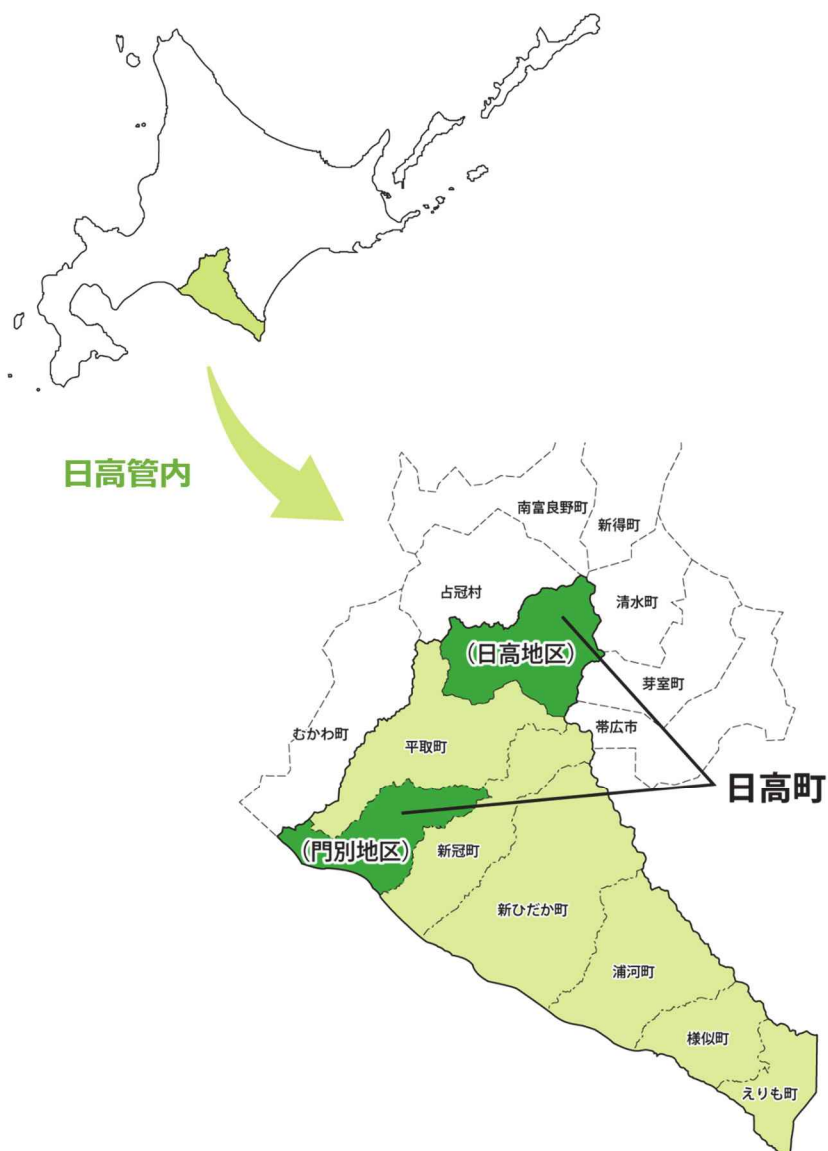 日高管内
南富良野町
新得町
占冠村
清水町
(日高地区)
芽室町
むかわ町
帯広市
平取町
日高町
(門別地区)
新冠町
新ひだか町
浦河町
様似町
えりも町